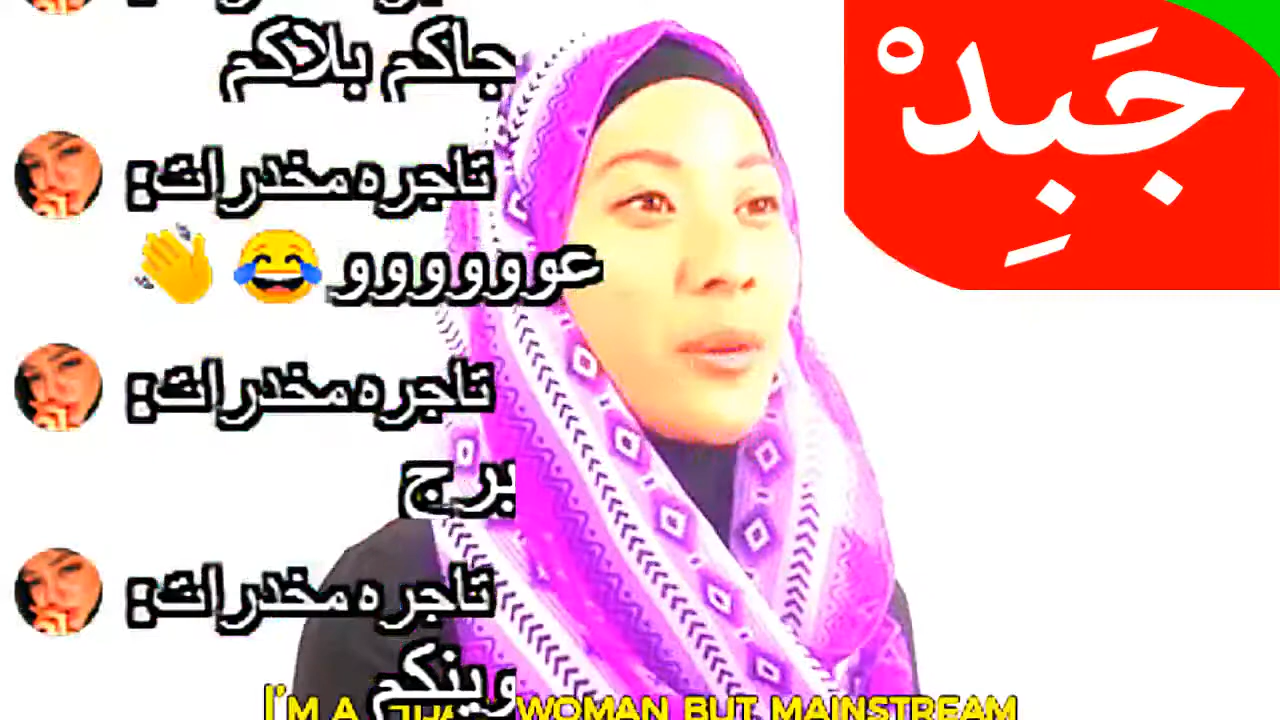 جاكم بلاكم
تاجره مخدرات:
عوووووو 😂 👋
تاجره مخدرات:
برج
تاجره مخدرات:
وينكم
جَبِدْه
I'M A WOMAN BUT MAINSTREAM